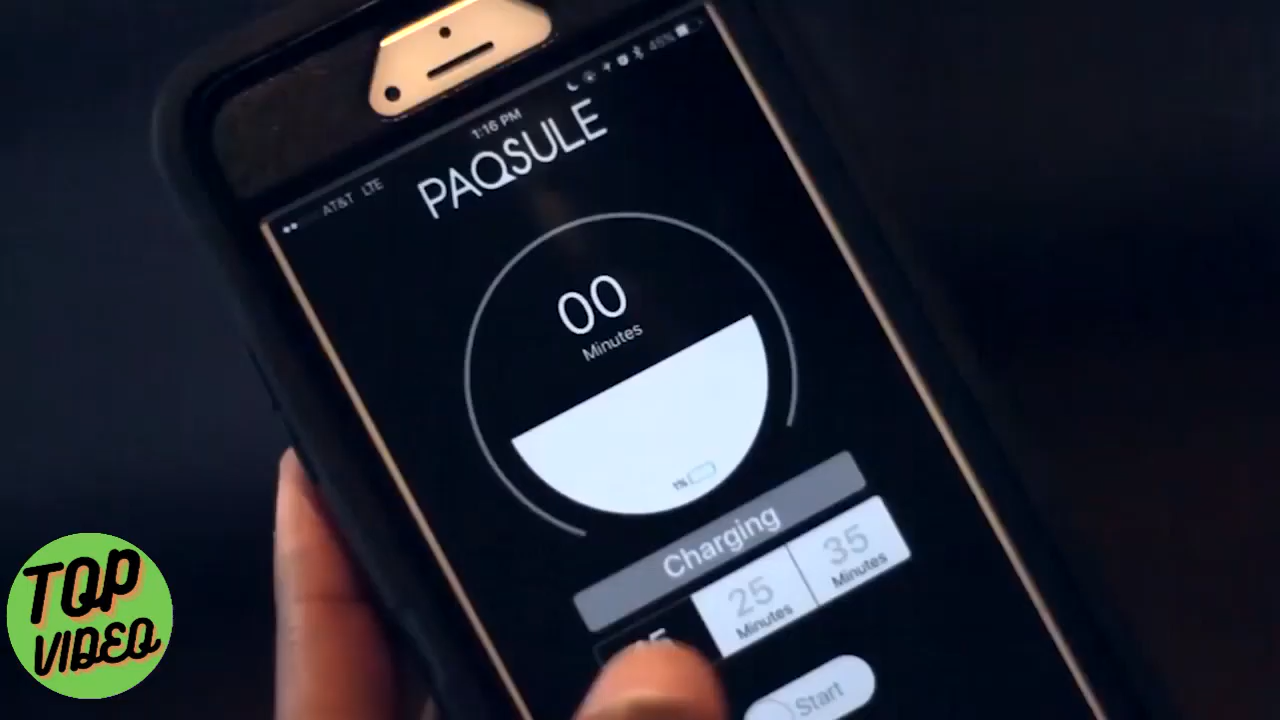 AT&T LTE
1:16 PM
45%
PAQSULE
00
Minutes
1%
Charging
25
Minutes
35
Minutes
Start
TOP
VIDEO